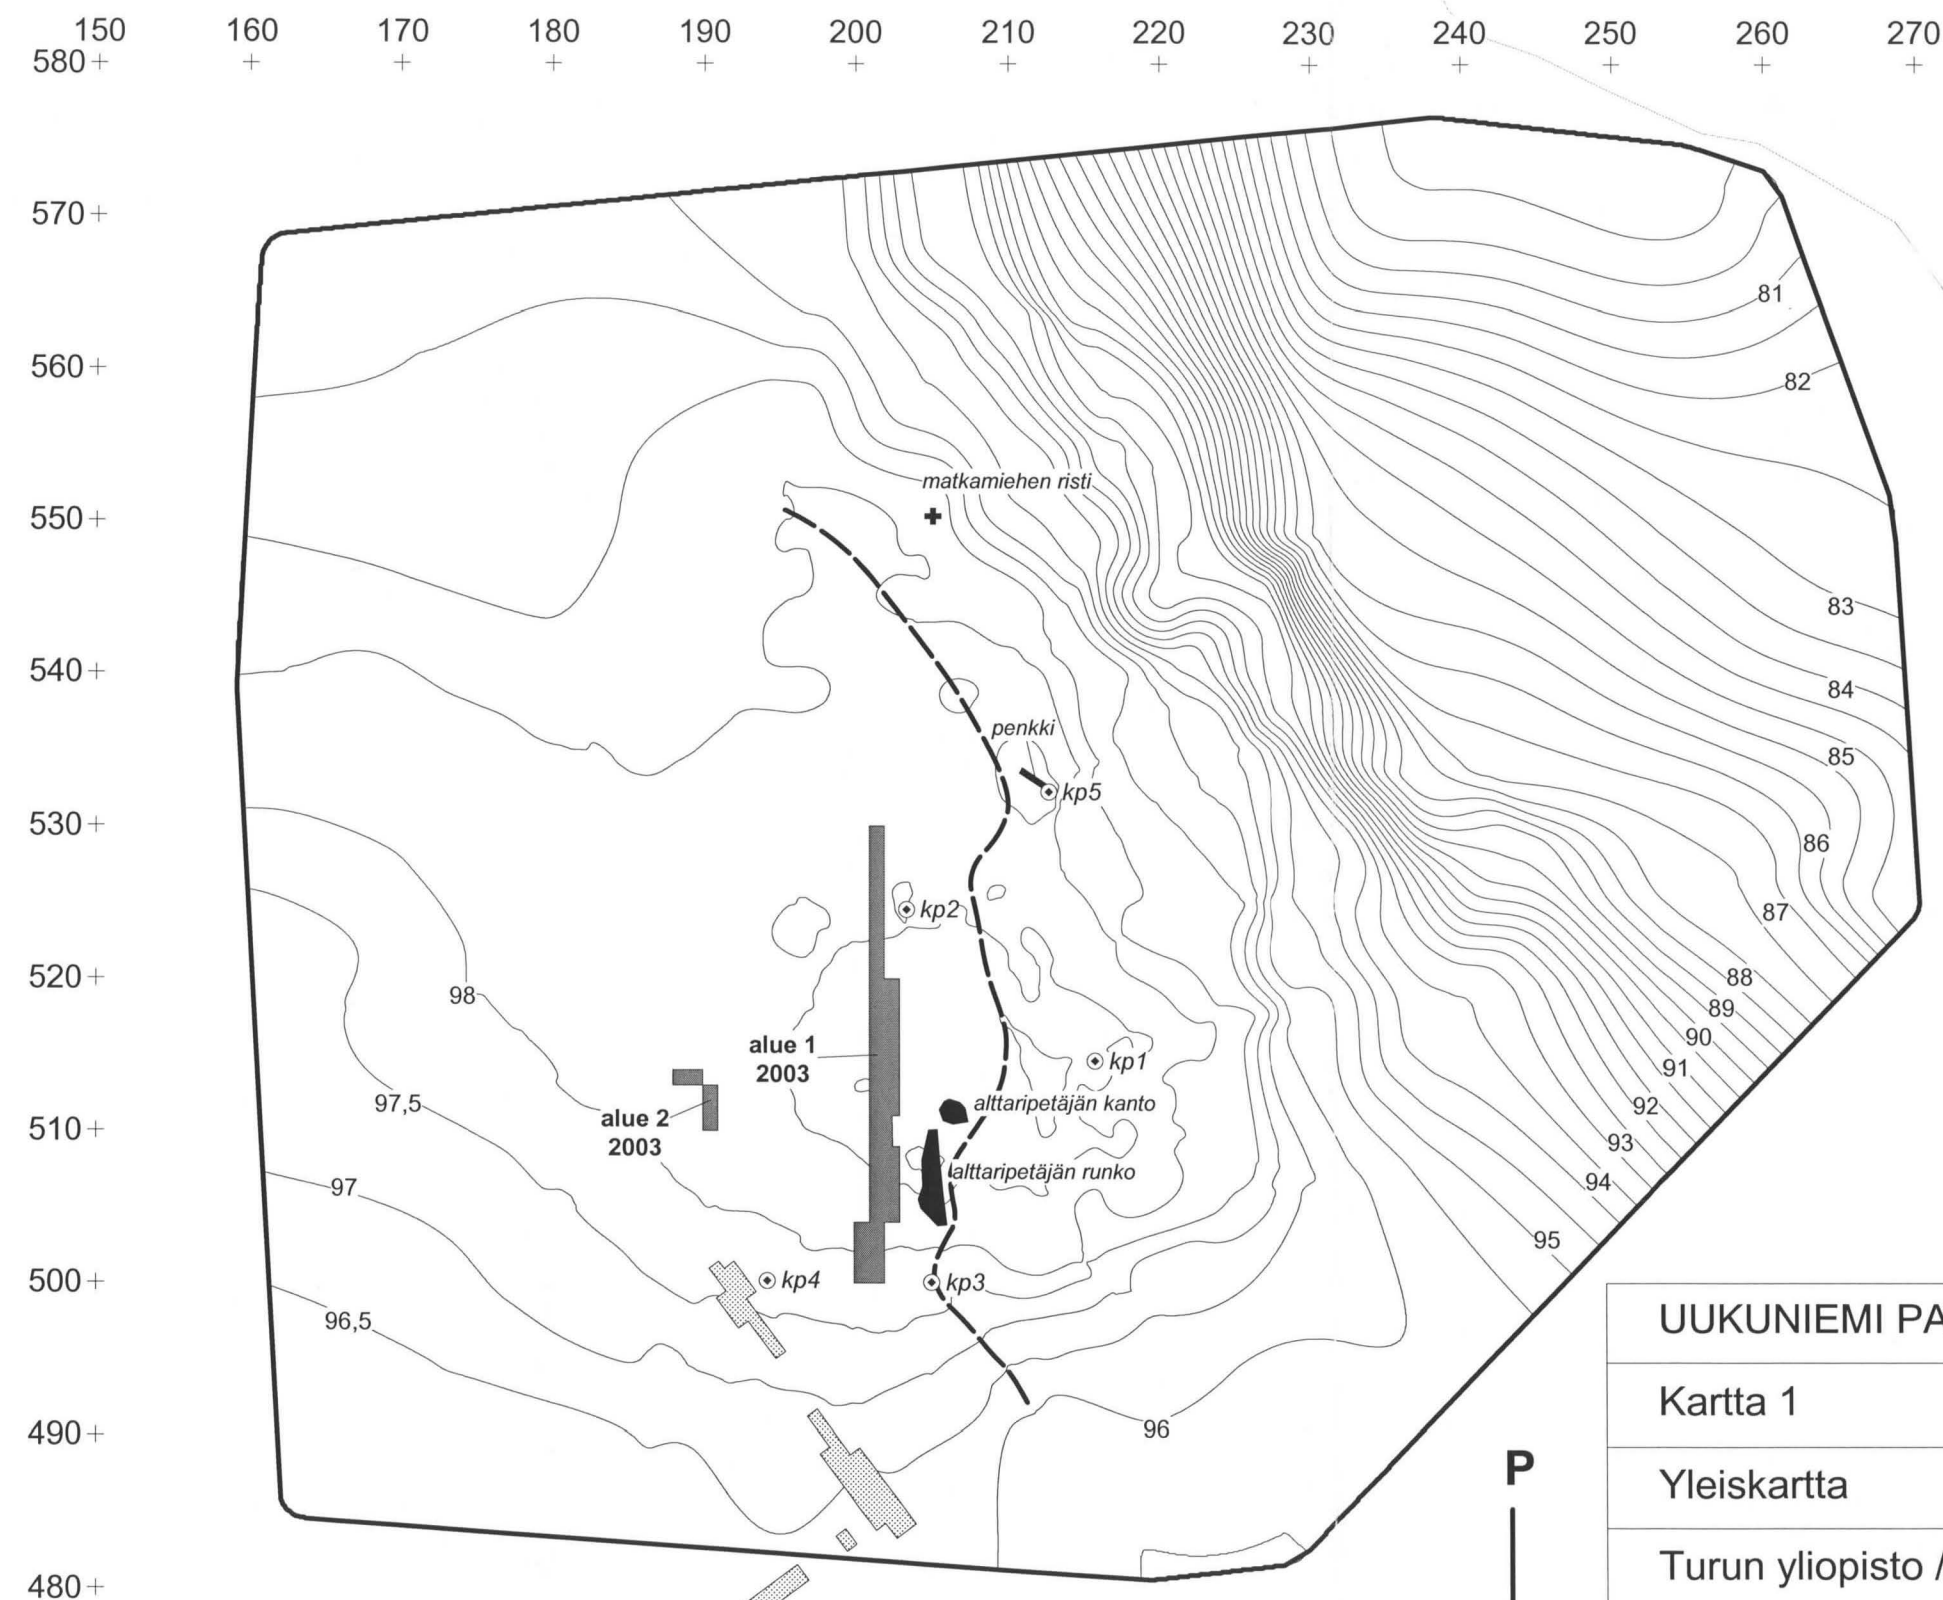 150 160 170 180 190 200 210 220 230 240 250 260 270
580
570
81
560
82
matkamiehen risti
550
83
540
84
penkki
85
kp5
530
86
kp2
87
520
88
98
89
90
alue 1
2003
kp1
91
97,5
alttaripetäjän kanto
92
alue 2
2003
510
93
alttaripetäjän runko
94
97
95
500
kp4
kp3
96,5
UUKUNIEMI PA
Kartta 1
490
96
P
Yleiskartta
Turun yliopisto /
480